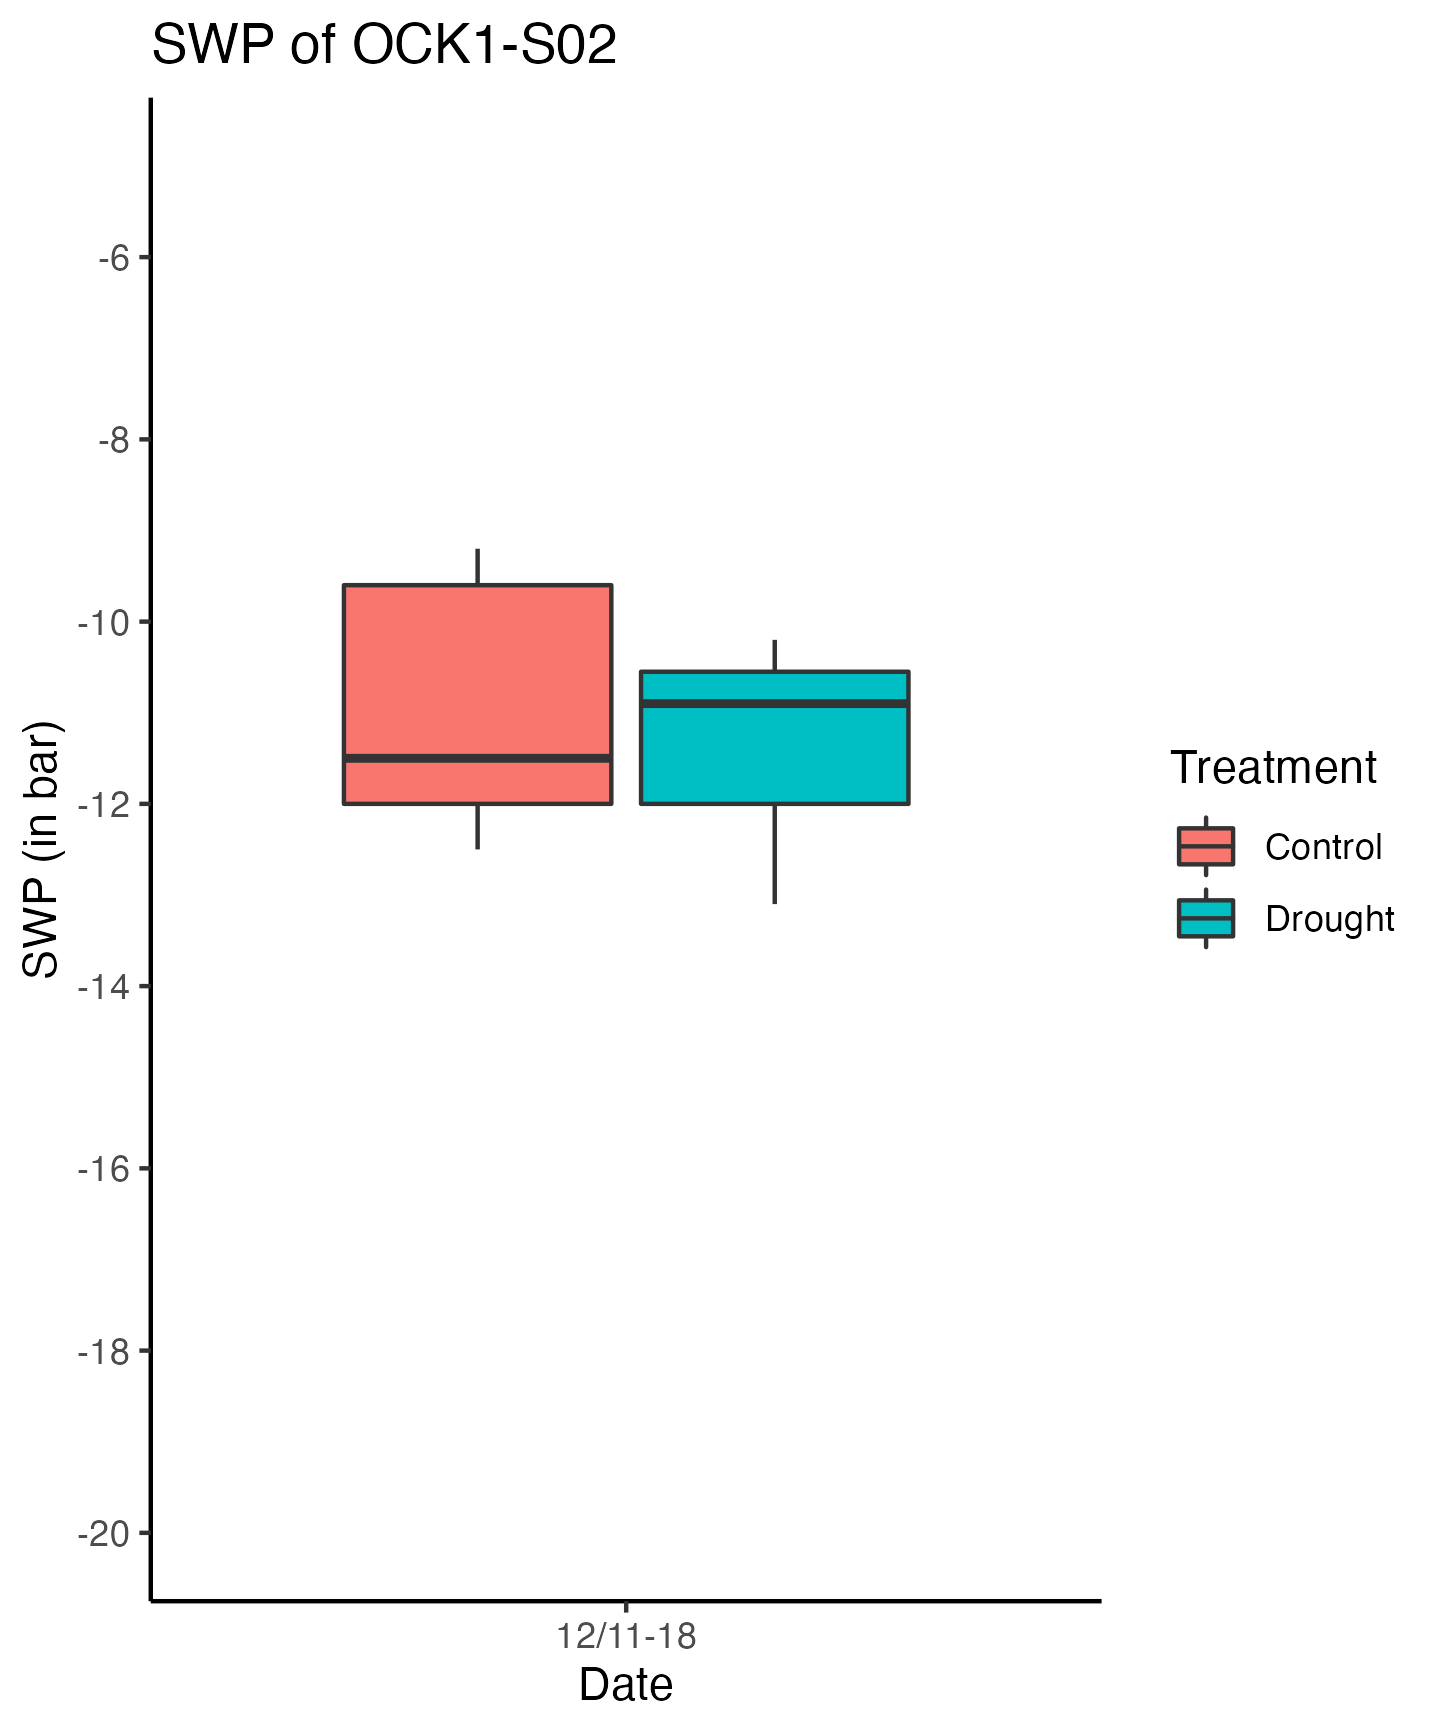 SWP of OCK1-S02
SWP (in bar)
-6
-8
-10
-12
-14
-16
-18
-20
12/11-18
Date
Treatment
Control
Drought